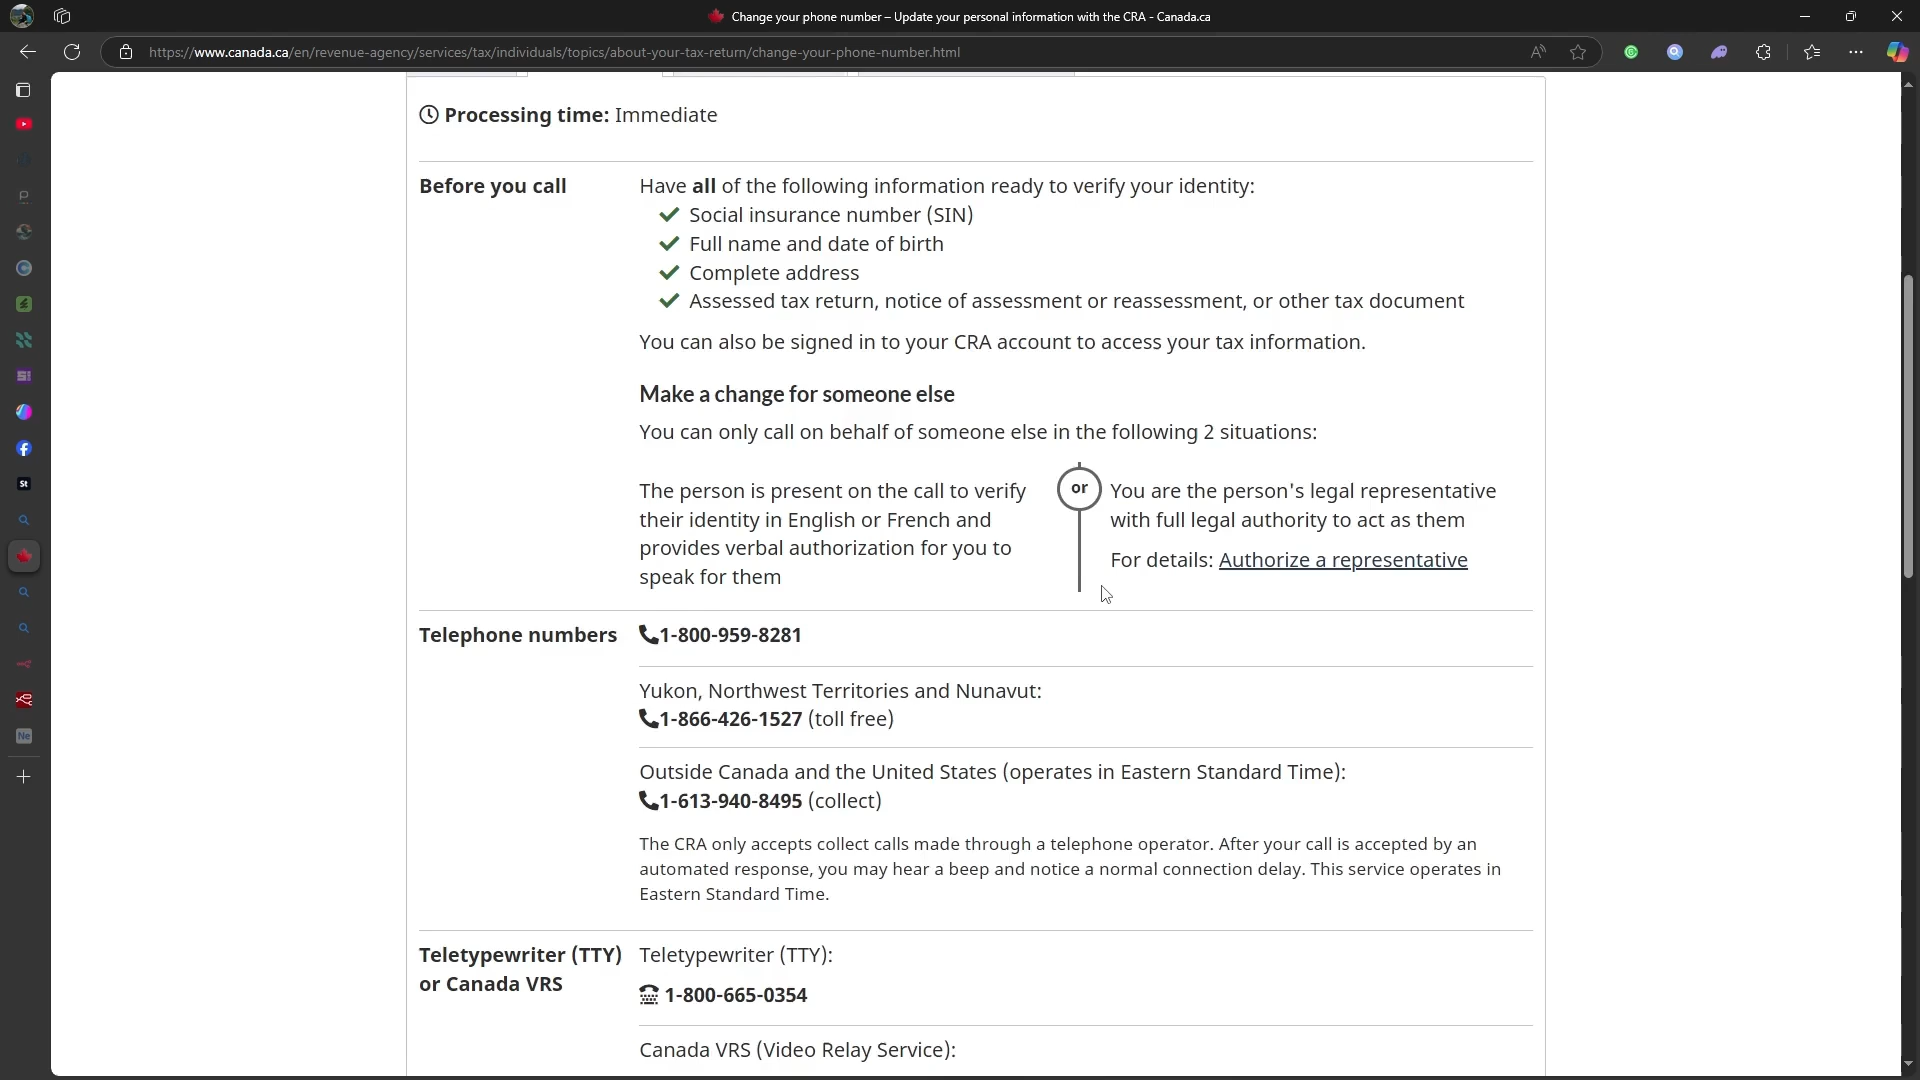 Change your phone number – Update your personal information with the CRA - Canada.ca
https://www.canada.ca/en/revenue-agency/services/tax/individuals/topics/about-your-tax-return/change-your-phone-number.html
Processing time: Immediate
Before you call
Have all of the following information ready to verify your identity:
Social insurance number (SIN)
Full name and date of birth
Complete address
Assessed tax return, notice of assessment or reassessment, or other tax document
You can also be signed in to your CRA account to access your tax information.
Make a change for someone else
You can only call on behalf of someone else in the following 2 situations:
The person is present on the call to verify
their identity in English or French and
provides verbal authorization for you to
speak for them
or
You are the person's legal representative
with full legal authority to act as them
For details: Authorize a representative
Telephone numbers
1-800-959-8281
Yukon, Northwest Territories and Nunavut:
1-866-426-1527 (toll free)
Outside Canada and the United States (operates in Eastern Standard Time):
1-613-940-8495 (collect)
The CRA only accepts collect calls made through a telephone operator. After your call is accepted by an
automated response, you may hear a beep and notice a normal connection delay. This service operates in
Eastern Standard Time.
Teletypewriter (TTY)
or Canada VRS
Teletypewriter (TTY):
1-800-665-0354
Canada VRS (Video Relay Service):
St
Ne